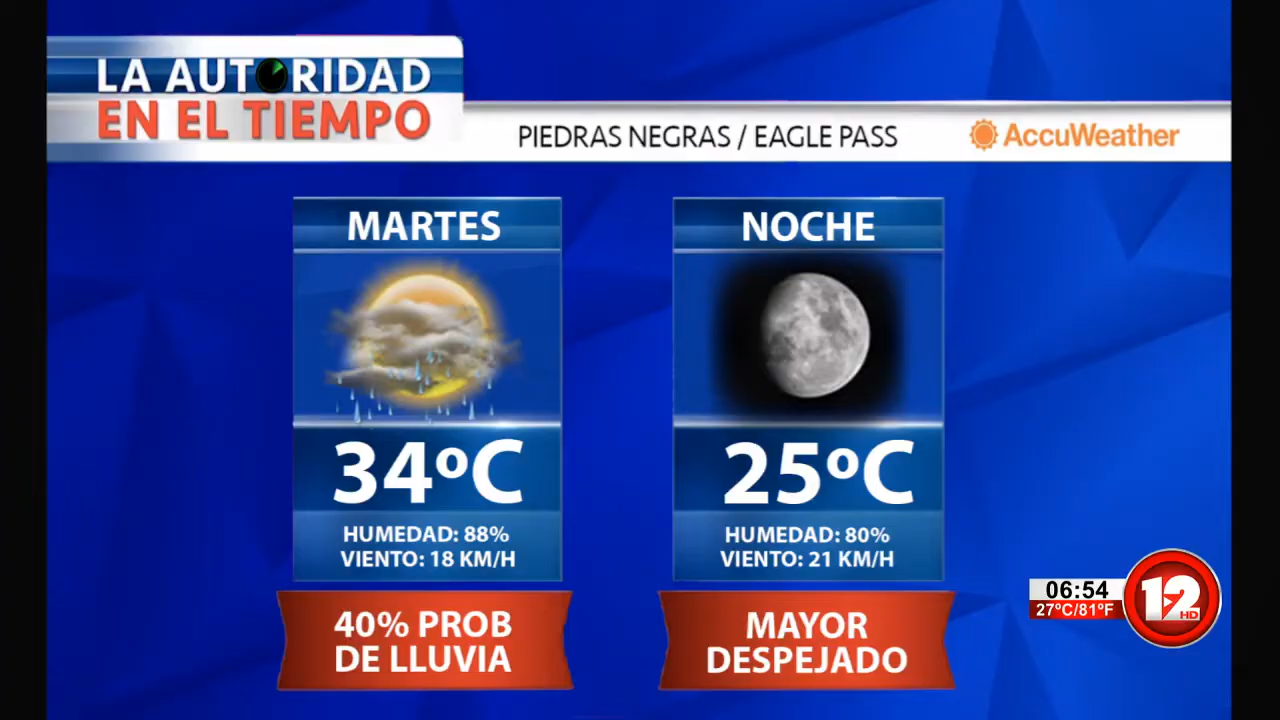 LA AUTORIDAD
EN EL TIEMPO
PIEDRAS NEGRAS / EAGLE PASS
AccuWeather
MARTES
34ºC
HUMEDAD: 88%
VIENTO: 18 KM/H
40% PROB
DE LLUVIA
NOCHE
25ºC
HUMEDAD: 80%
VIENTO: 21 KM/H
MAYOR
DESPEJADO
06:54
27ºC/81ºF
12
HD